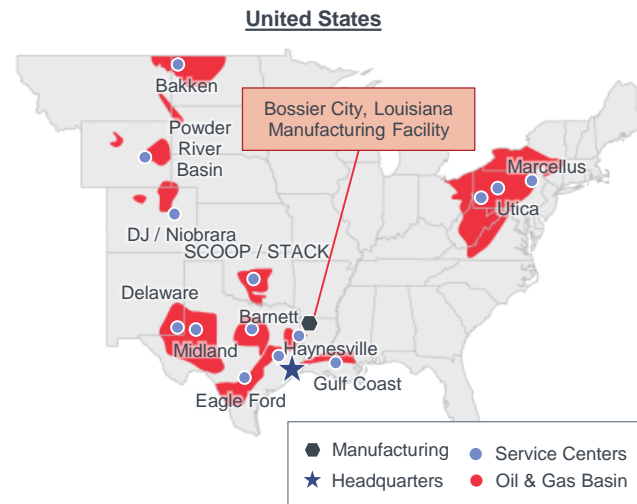 United States
Bakken
Bossier City, Louisiana
Manufacturing Facility
Powder
River
Basin
Marcellus
Utica
DJ / Niobrara
SCOOP / STACK
Delaware
Barnett
Midland
Haynesville
Gulf Coast
Eagle Ford
Manufacturing
Service Centers
Headquarters
Oil & Gas Basin